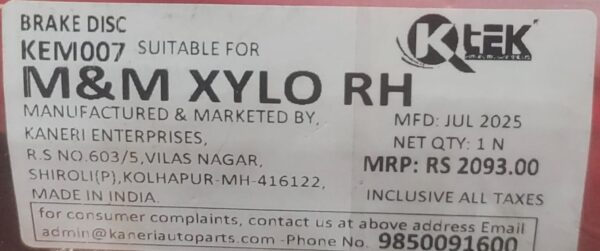 BRAKE DISC
KEM007 SUITABLE FOR
M&M XYLO RH
MANUFACTURED & MARKETED BY,
KANERI ENTERPRISES,
R.S NO.603/5,VILAS NAGAR,
SHIROLI(P),KOLHAPUR-MH-416122,
MADE IN INDIA.
K TEK
MFD: JUL 2025
NET QTY: 1 N
MRP: RS 2093.00
INCLUSIVE ALL TAXES
for consumer complaints, contact us at above address Email
admin@kaneriautoparts.com -Phone No. 9850091600